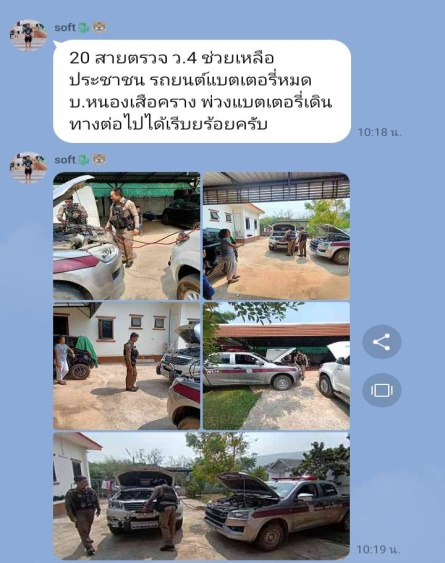 soft
20 สายตรวจ ว.4 ช่วยเหลือ
ประชาชน รถยนต์แบตเตอรี่หมด
บ.หนองเสือคราง พ่วงแบตเตอรี่เดิน
ทางต่อไปได้เรีบยร้อยครับ
10:18 น.
soft
10:19 น.